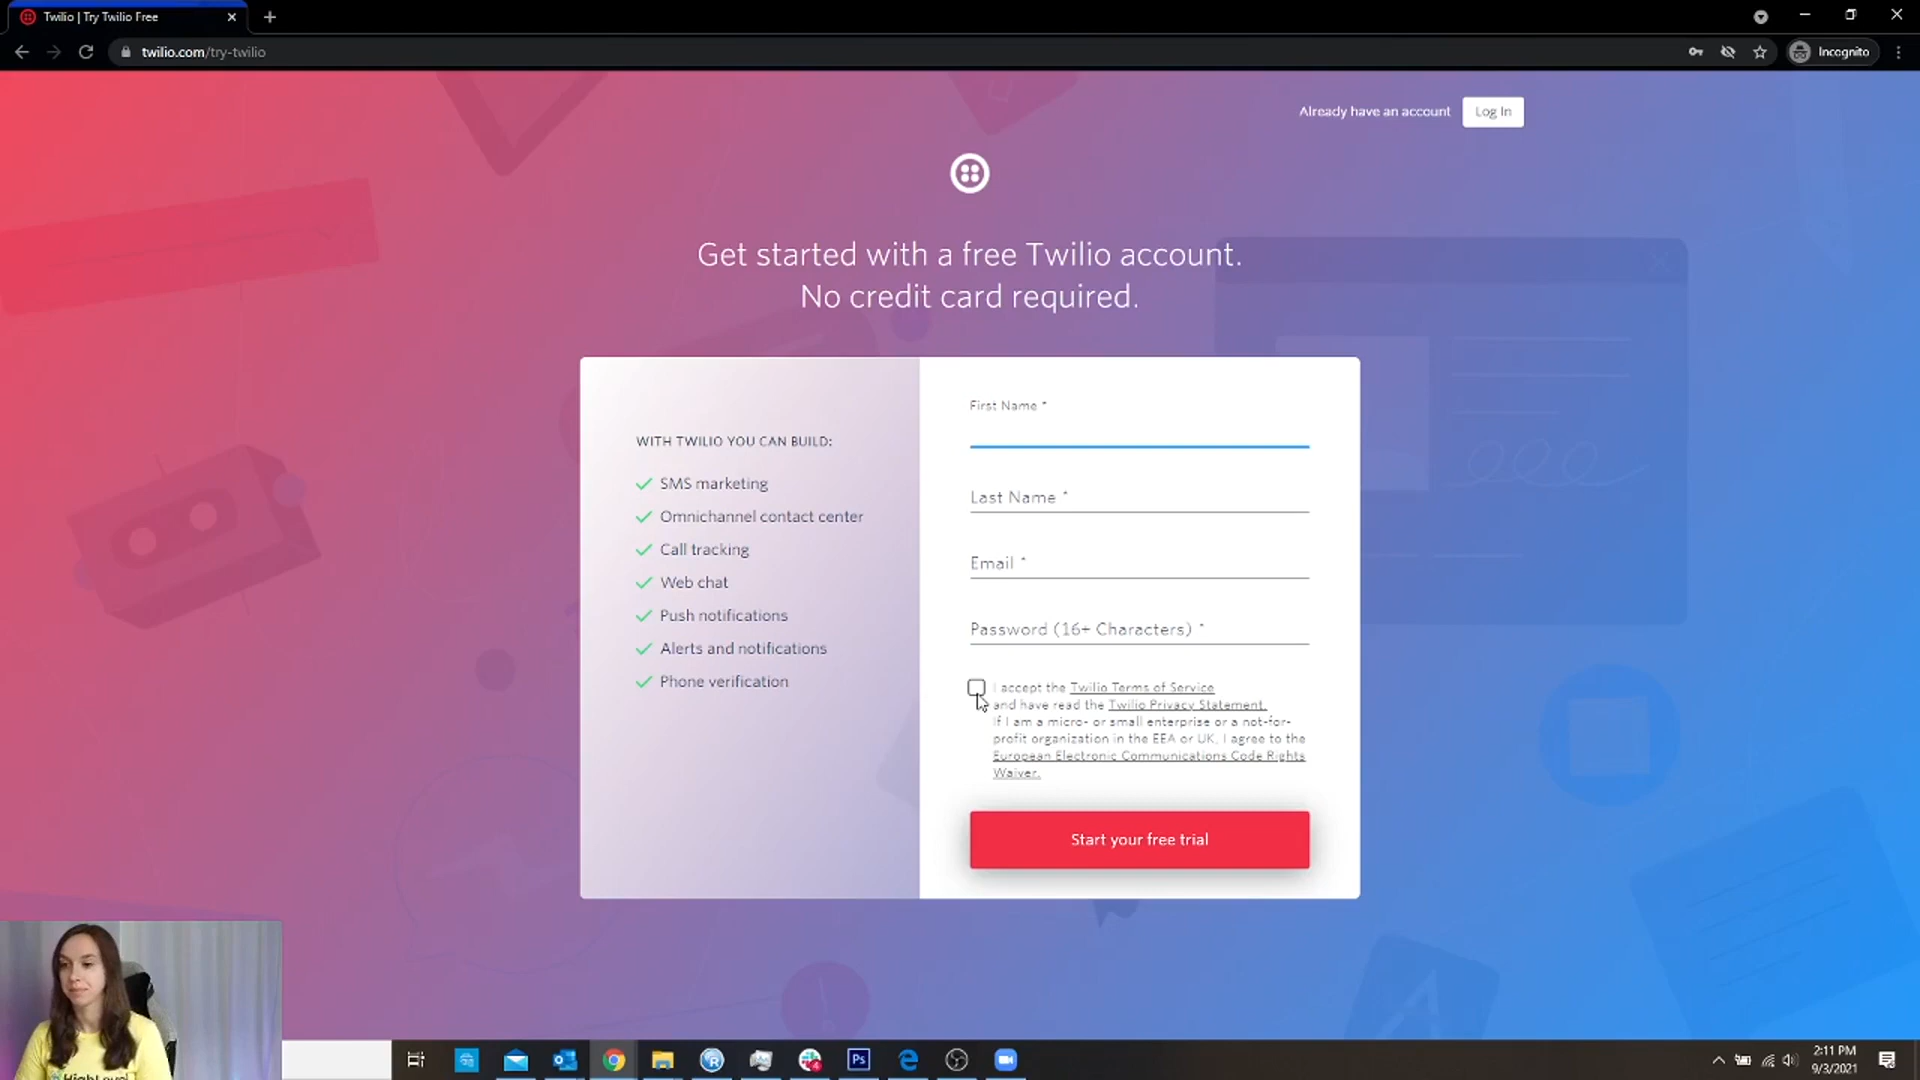 Twilio | Try Twilio Free
twilio.com/try-twilio
Incognito
Already have an account
Log In
Get started with a free Twilio account.
No credit card required.
WITH TWILIO YOU CAN BUILD:
SMS marketing
Omnichannel contact center
Call tracking
Web chat
Push notifications
Alerts and notifications
Phone verification
First Name *
Last Name *
Email *
Password (16+ Characters) *
I accept the Twilio Terms of Service
and have read the Twilio Privacy Statement.
If I am a micro- or small enterprise or a not-for-
profit organization in the EEA or UK, I agree to the
European Electronic Communications Code Rights
Waiver.
Start your free trial
HighLevel
Ps
2:11 PM
9/3/2021